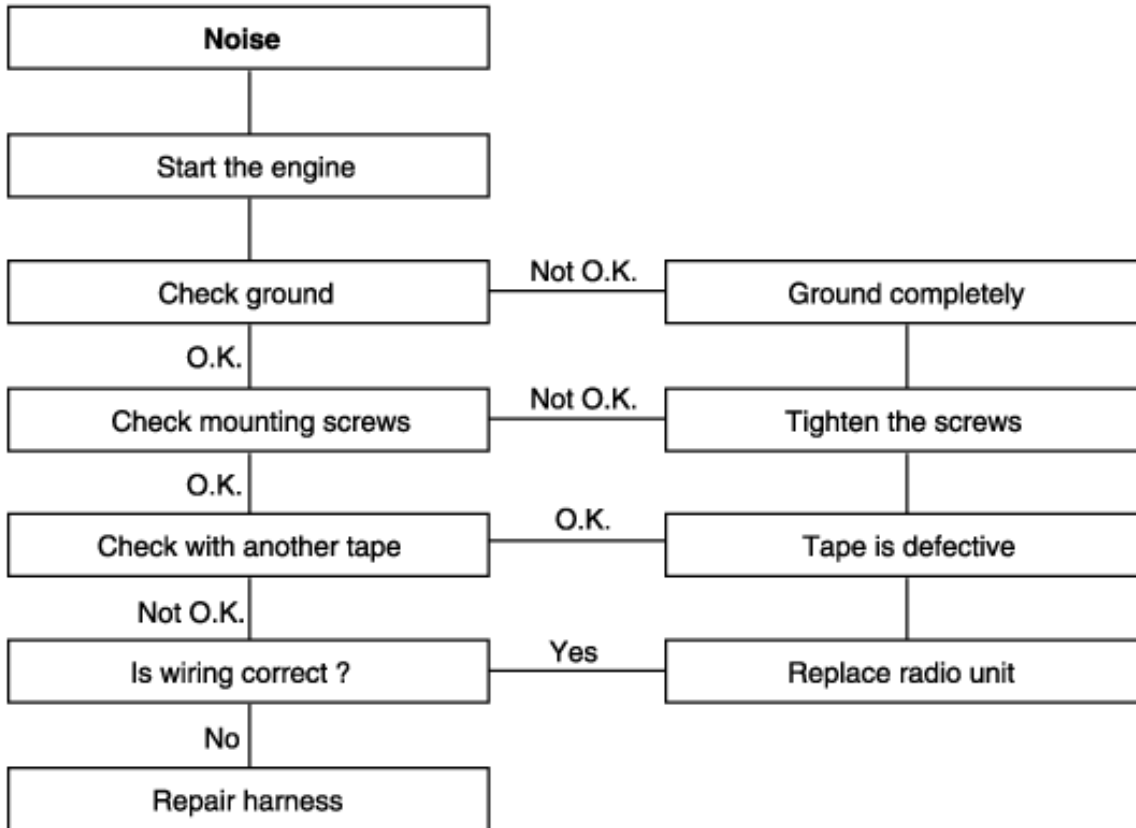 Noise
Start the engine
Check ground
Not O.K.
Ground completely
O.K.
Check mounting screws
Not O.K.
Tighten the screws
O.K.
Check with another tape
O.K.
Tape is defective
Not O.K.
Is wiring correct ?
Yes
Replace radio unit
No
Repair harness